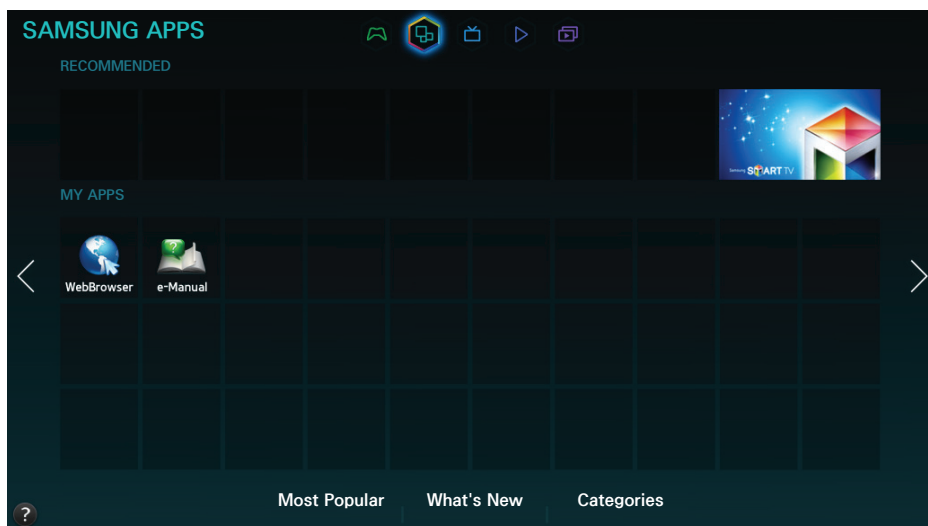 SAMSUNG APPS
RECOMMENDED
Samsung SMART TV
MY APPS
WebBrowser
e-Manual
Most Popular
What's New
Categories
?